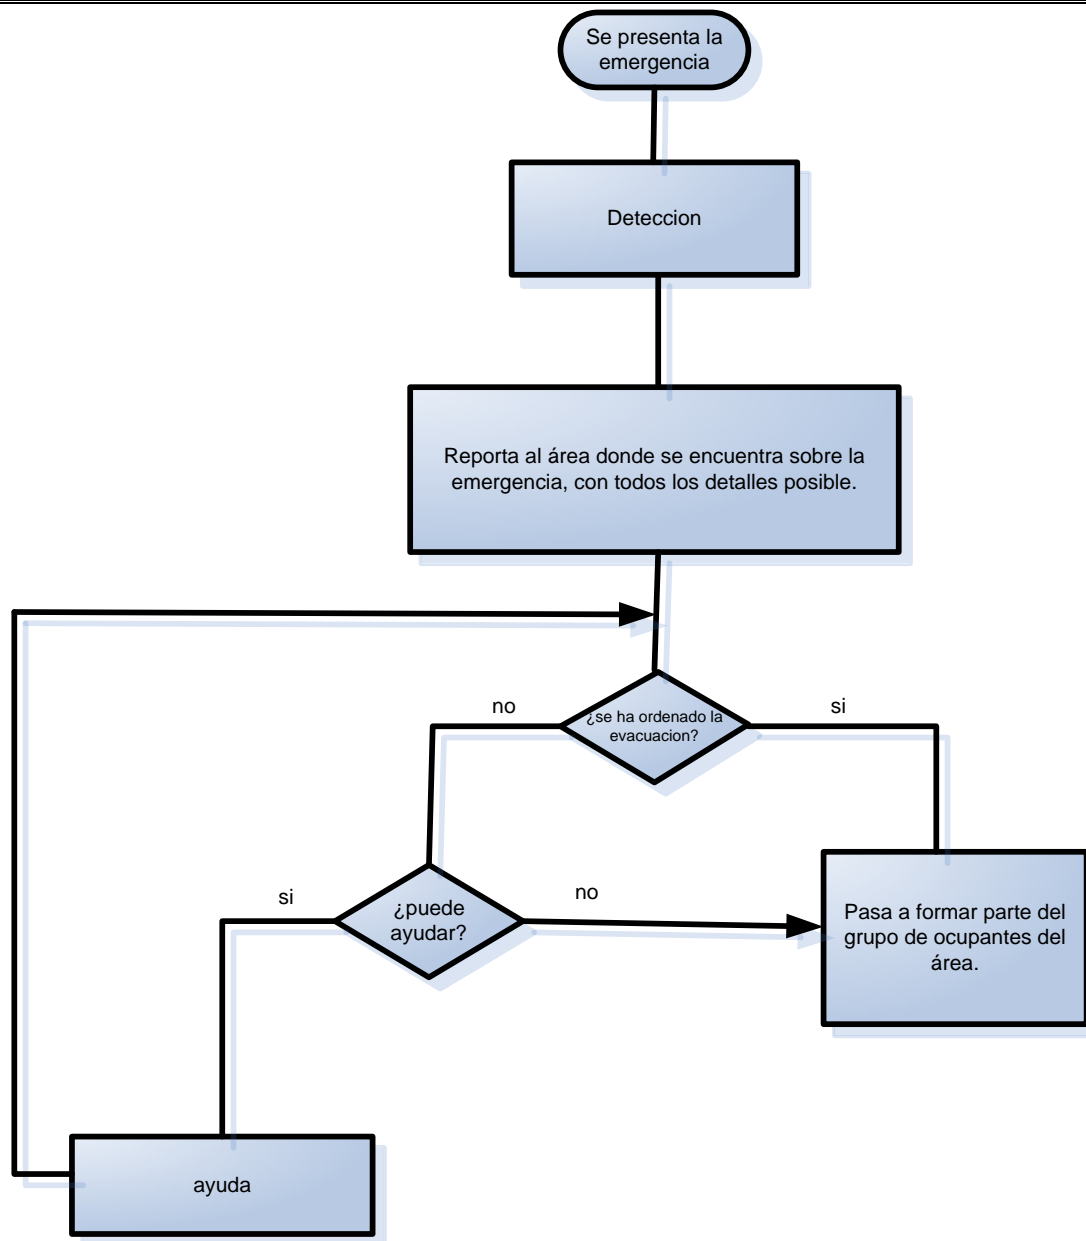 Se presenta la
emergencia
Deteccion
Reporta al área donde se encuentra sobre la
emergencia, con todos los detalles posible.
no
¿se ha ordenado la
evacuacion?
si
si
¿puede
ayudar?
no
Pasa a formar parte del
grupo de ocupantes del
área.
ayuda